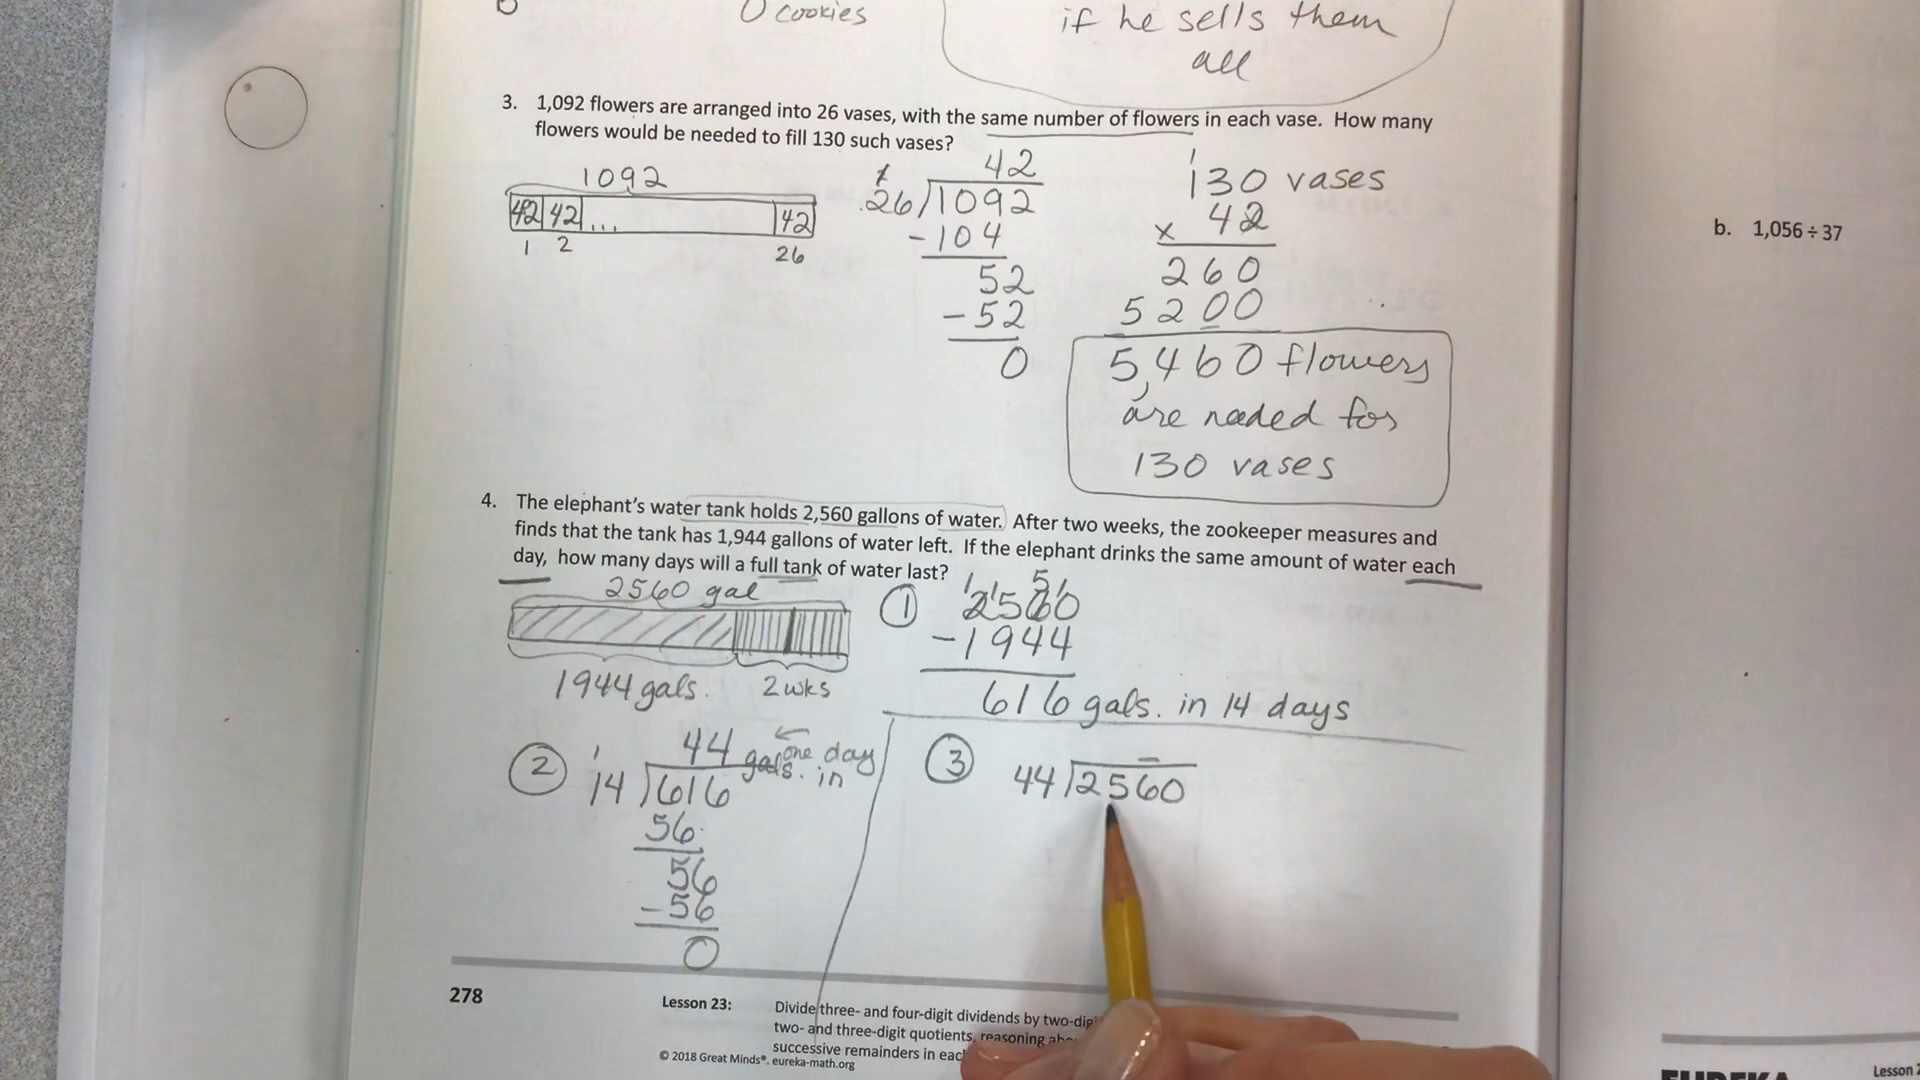 cookies
if he sells them
all
3. 1,092 flowers are arranged into 26 vases, with the same number of flowers in each vase. How many
flowers would be needed to fill 130 such vases?
1092
42 42 ... 42
1 2 26
42
26 1092
-104
52
-52
0
130 vases
x 42
260
5200
5,460 flowers
are needed for
130 vases
4. The elephant's water tank holds 2,560 gallons of water. After two weeks, the zookeeper measures and
finds that the tank has 1,944 gallons of water left. If the elephant drinks the same amount of water each
day, how many days will a full tank of water last?
2560 gal
1944 gals. 2wks
1 2560
-1944
616 gals. in 14 days
2 44 gals. in one day
14 616
56
56
-56
0
3 44 2560
278
Lesson 23: Divide three- and four-digit dividends by two-
two- and three-digit quotients, reasoning
successive remainders in
© 2018 Great Minds®. eureka-math.org
b. 1,056 ÷ 37
EUREKA
Lesson